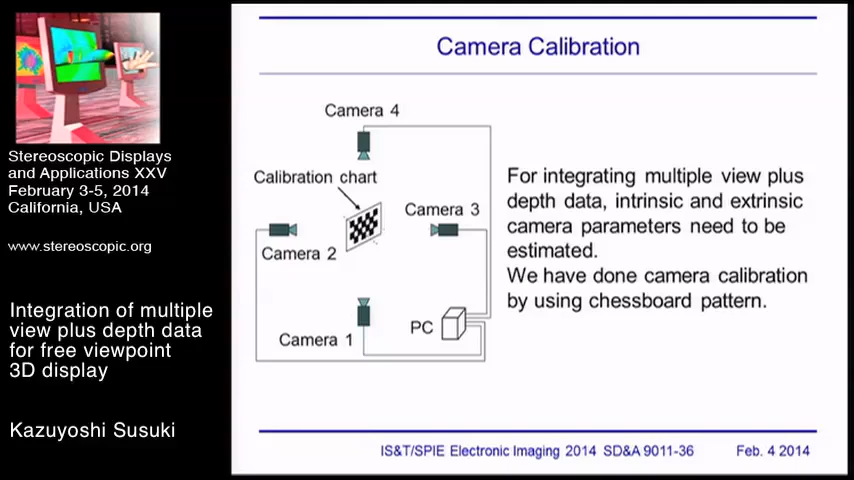 Stereoscopic Displays
and Applications XXV
February 3-5, 2014
California, USA
www.stereoscopic.org
Integration of multiple
view plus depth data
for free viewpoint
3D display
Kazuyoshi Susuki
Camera Calibration
Camera 4
Calibration chart
Camera 3
Camera 2
Camera 1
PC
For integrating multiple view plus
depth data, intrinsic and extrinsic
camera parameters need to be
estimated.
We have done camera calibration
by using chessboard pattern.
IS&T/SPIE Electronic Imaging 2014 SD&A 9011-36
Feb. 4 2014